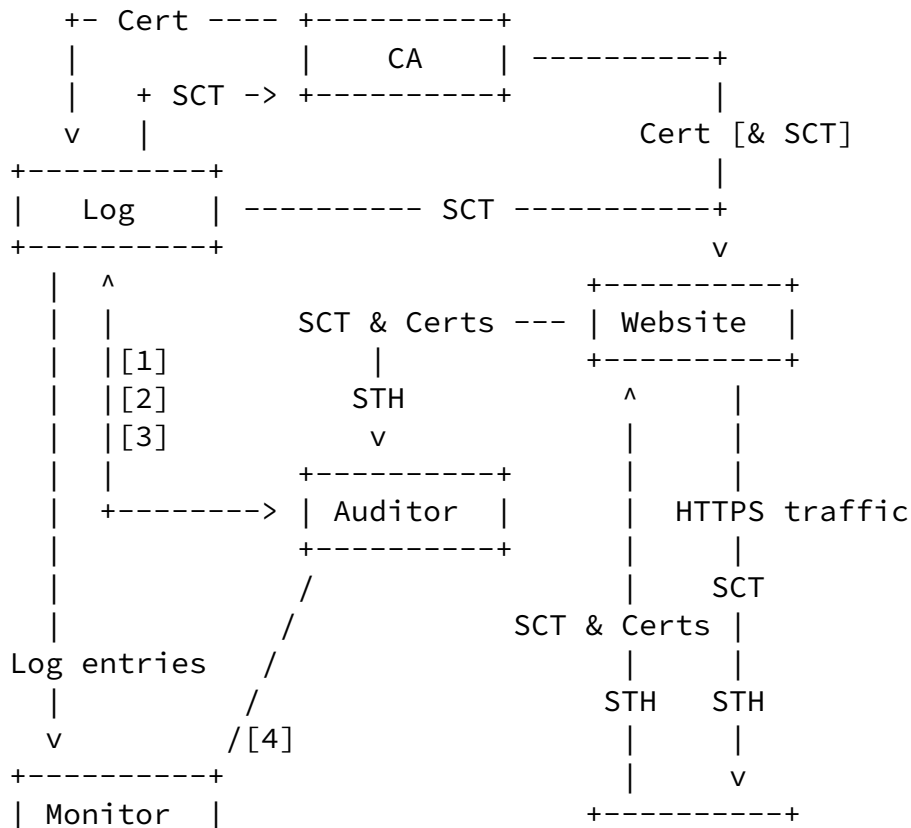 +- Cert ---- +----------+
|             |    CA    | ----------+
|   + SCT -> +----------+           |
v   |                           Cert [& SCT]
+----------+                           |
|   Log    | ---------- SCT -----------+
+----------+                           v
|  ^                          +----------+
|  |         SCT & Certs --- | Website  |
|  |[1]           |           +----------+
|  |[2]          STH            ^     |
|  |[3]           v             |     |
|  |          +----------+      |     |
|  +--------> | Auditor  |      |  HTTPS traffic
|             +----------+      |     |
|             /                 |    SCT
|            /            SCT & Certs |
Log entries   /                 |     |
|          /                   STH   STH
v         /[4]                  |     |
+----------+                    |     v
| Monitor  |                  +----------+